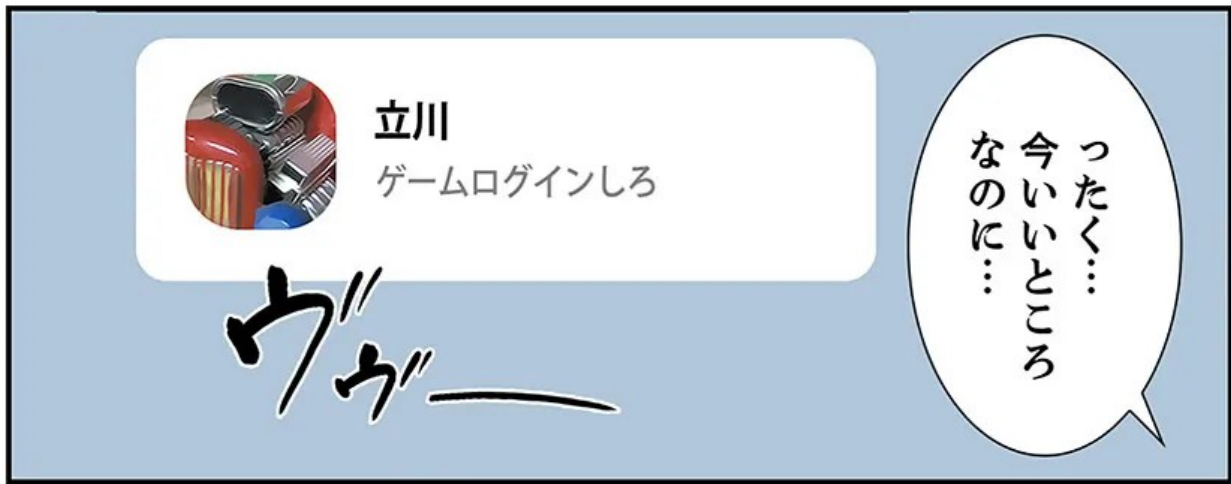 ったく…
今いいところ
なのに…
立川
ゲームログインしろ
ヴヴー